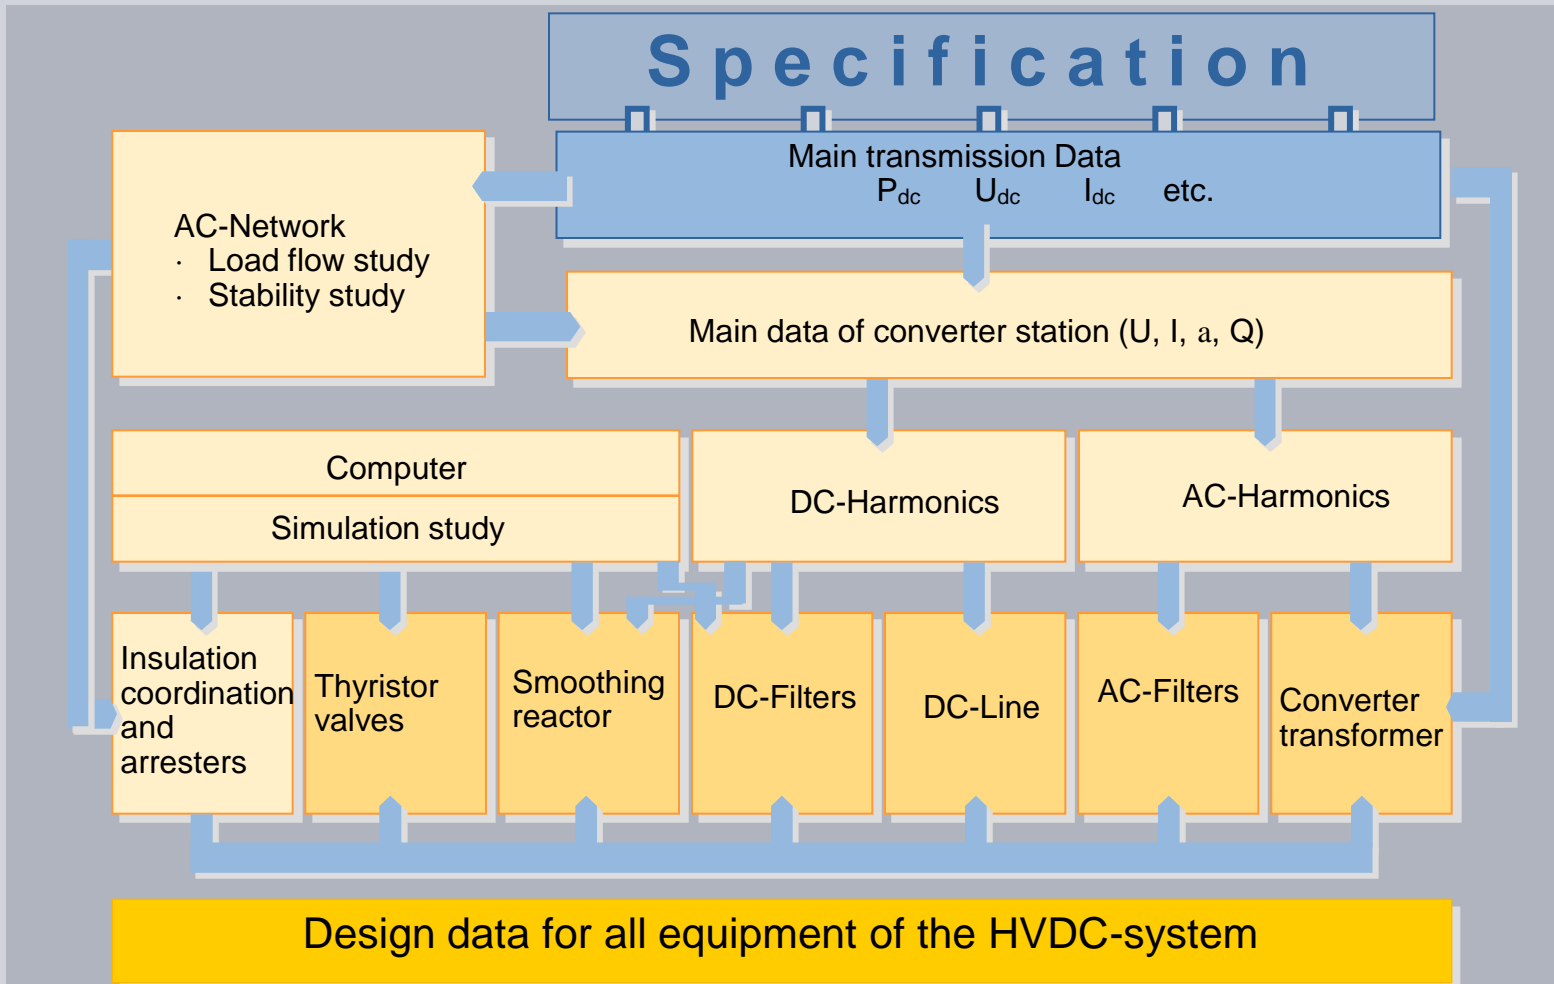 Specification
Main transmission Data
Pdc Udc Idc etc.
AC-Network
· Load flow study
· Stability study
Main data of converter station (U, I, a, Q)
Computer
Simulation study
DC-Harmonics
AC-Harmonics
Insulation
coordination
and
arresters
Thyristor
valves
Smoothing
reactor
DC-Filters
DC-Line
AC-Filters
Converter
transformer
Design data for all equipment of the HVDC-system